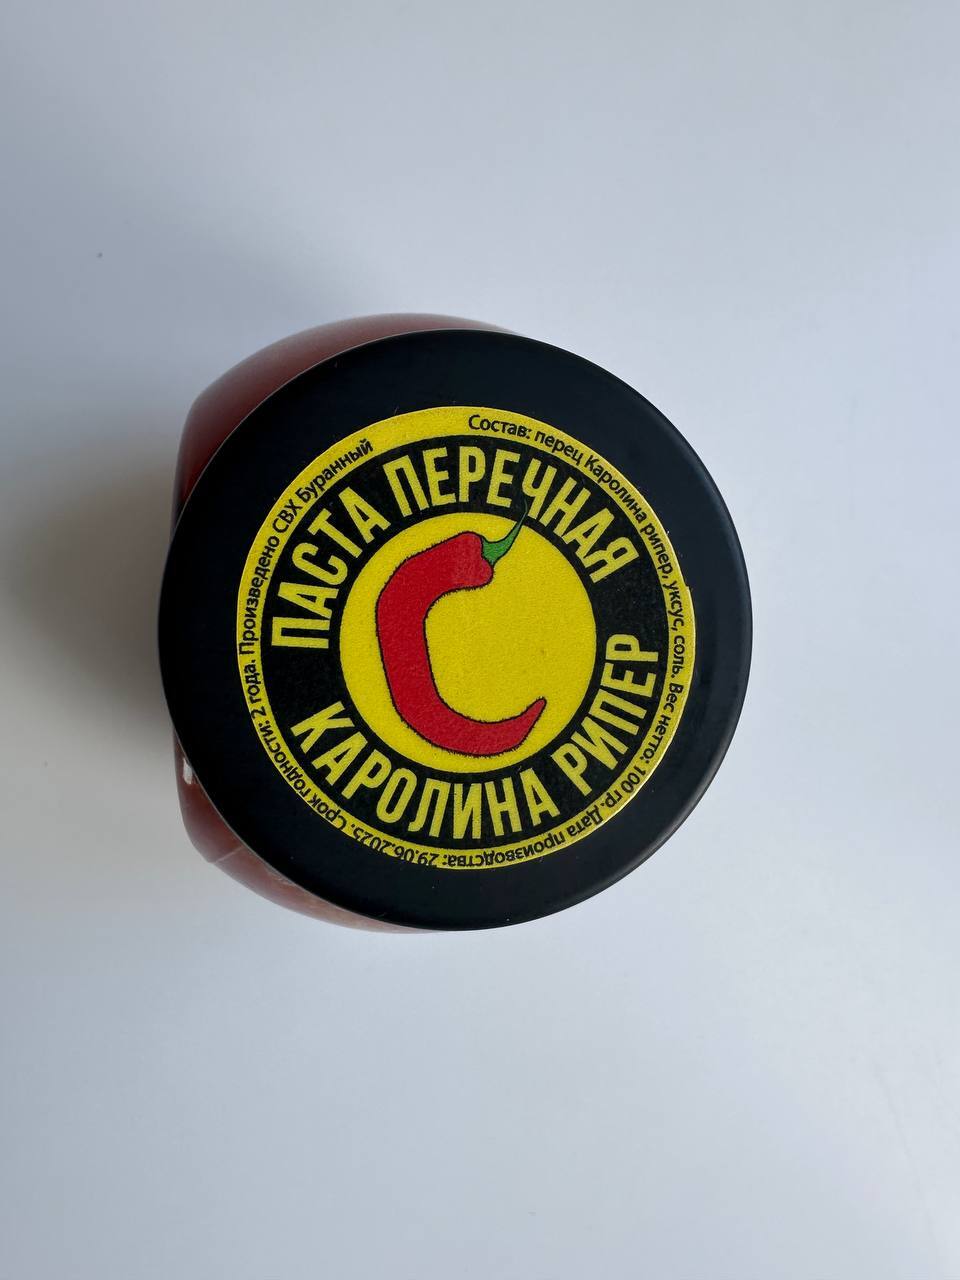 ПАСТА ПЕРЕЧНАЯ
КАРОЛИНА РИПЕР
Состав: перец Каролина рипер, уксус, соль. Вес нетто: 100 гр. Дата производства: 29.06.2025. Срок годности: 2 года. Произведено СВХ Буранный